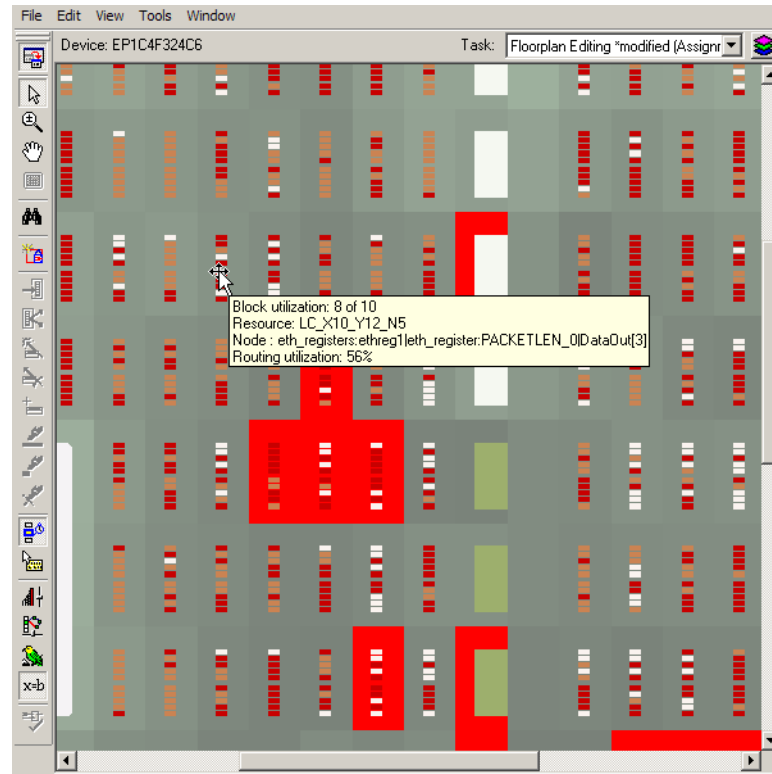 File Edit View Tools Window
Device: EP1C4F324C6 Task: Floorplan Editing *modified (Assignr
Block utilization: 8 of 10
Resource: LC_X10_Y12_N5
Node : eth_registers:ethreg1|eth_register:PACKETLEN_0|DataOut[3]
Routing utilization: 56%
x=b